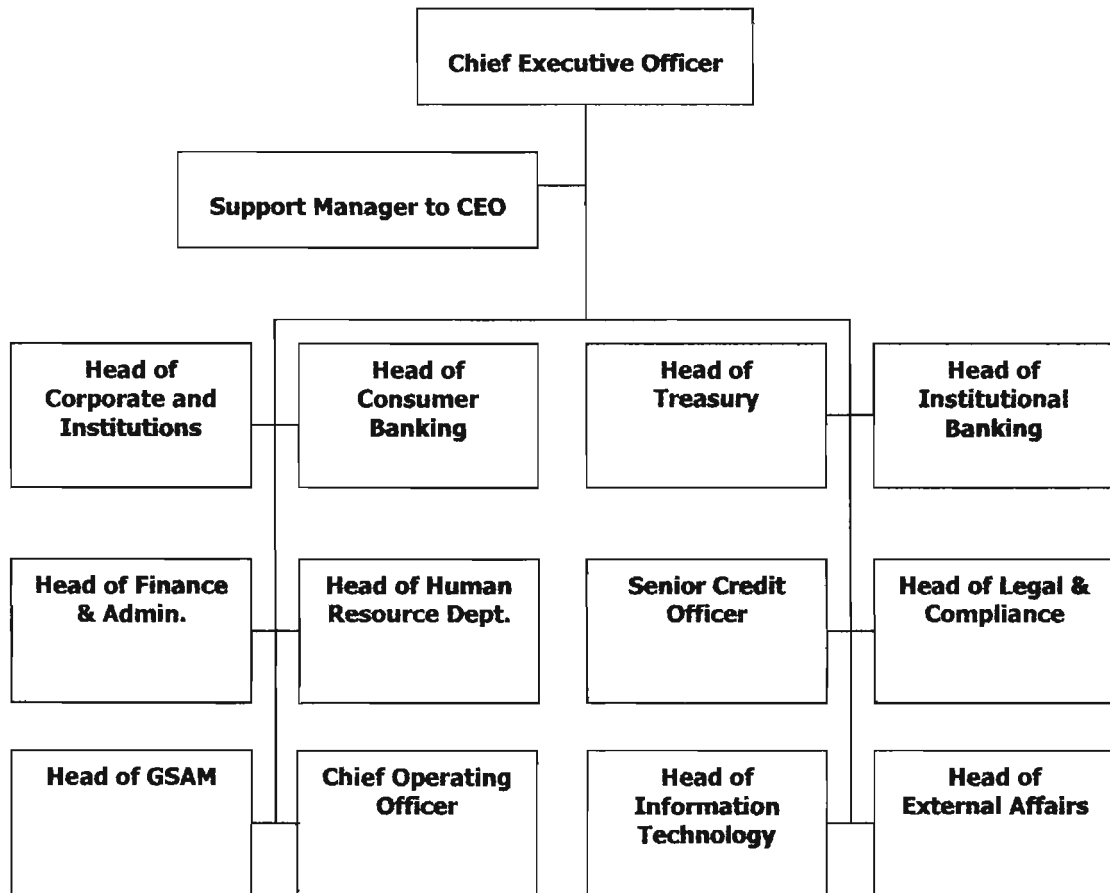 Chief Executive Officer
Support Manager to CEO
Head of
Corporate and
Institutions
Head of
Consumer
Banking
Head of
Treasury
Head of
Institutional
Banking
Head of Finance
& Admin.
Head of Human
Resource Dept.
Senior Credit
Officer
Head of Legal &
Compliance
Head of GSAM
Chief Operating
Officer
Head of
Information
Technology
Head of
External Affairs